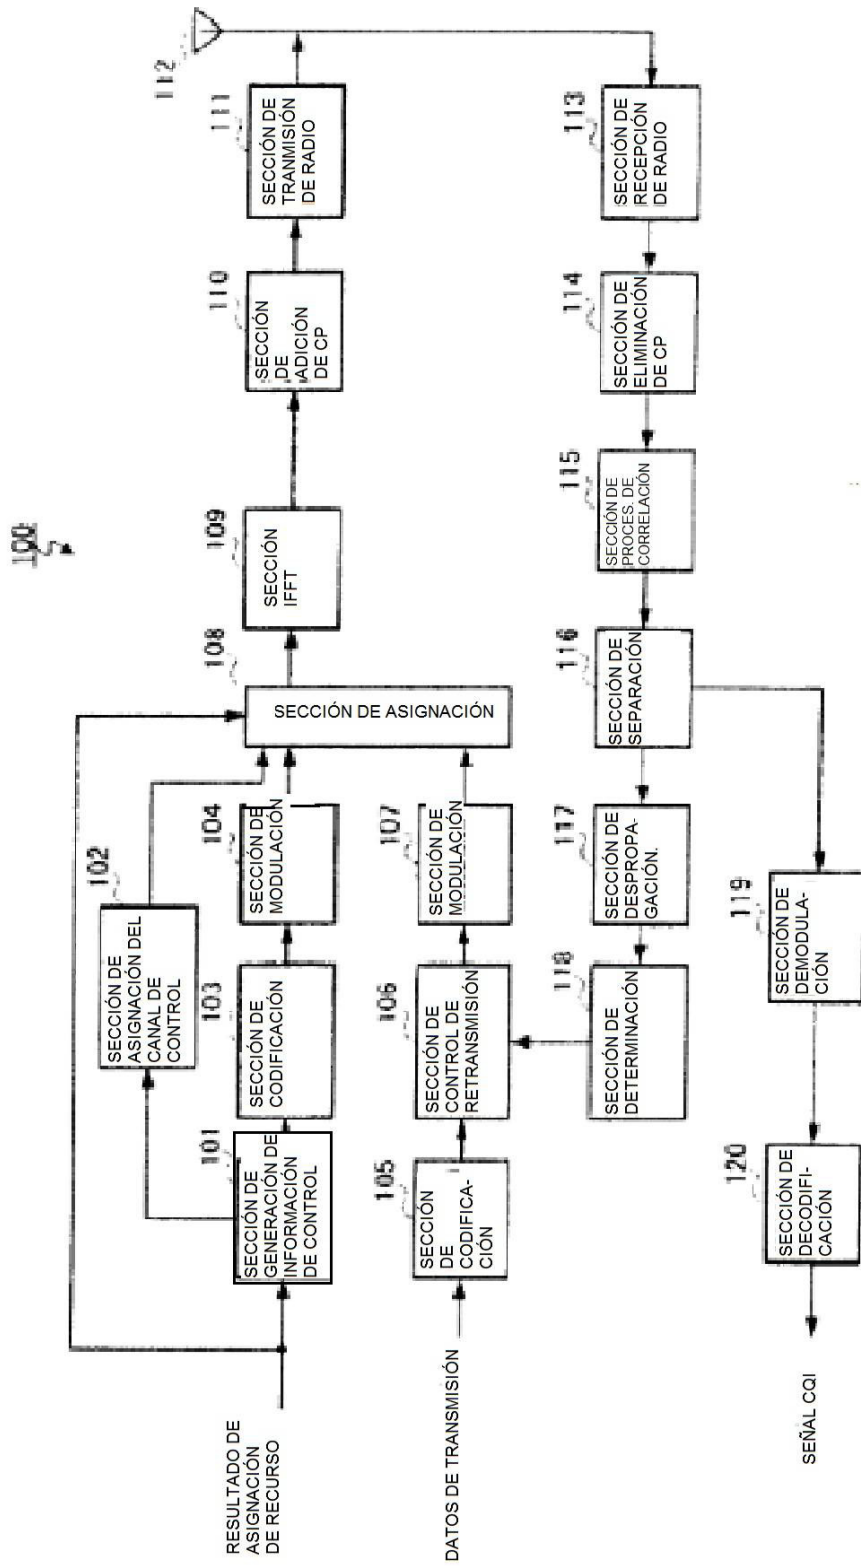 100
RESULTADO DE
ASIGNACIÓN
DE RECURSO
101
SECCIÓN DE
GENERACIÓN DE
INFORMACIÓN
DE CONTROL
102
SECCIÓN DE
ASIGNACIÓN DEL
CANAL DE
CONTROL
103
SECCIÓN DE
CODIFICACIÓN
104
SECCIÓN DE
MODULACIÓN
DATOS DE TRANSMISIÓN
105
SECCIÓN
DE
CODIFICA-
CIÓN
106
SECCIÓN DE
CONTROL DE
RETRANSMISIÓN
107
SECCIÓN DE
MODULACIÓN
108
SECCIÓN DE ASIGNACIÓN
109
SECCIÓN
IFFT
110
SECCIÓN
DE
ADICIÓN
DE CP
111
SECCIÓN DE
TRANMISIÓN
DE RADIO
112
113
SECCIÓN DE
RECEPCIÓN
DE RADIO
114
SECCIÓN DE
ELIMINACIÓN
DE CP
115
SECCIÓN DE
PROCES. DE
CORRELACIÓN
116
SECCIÓN DE
SEPARACIÓN
117
SECCIÓN DE
DESPROPA-
GACIÓN.
118
SECCIÓN DE
DETERMINACIÓN
119
SECCIÓN DE
DEMODULA-
CIÓN
120
SECCIÓN DE
DECODIFI-
CACIÓN
SEÑAL CQI